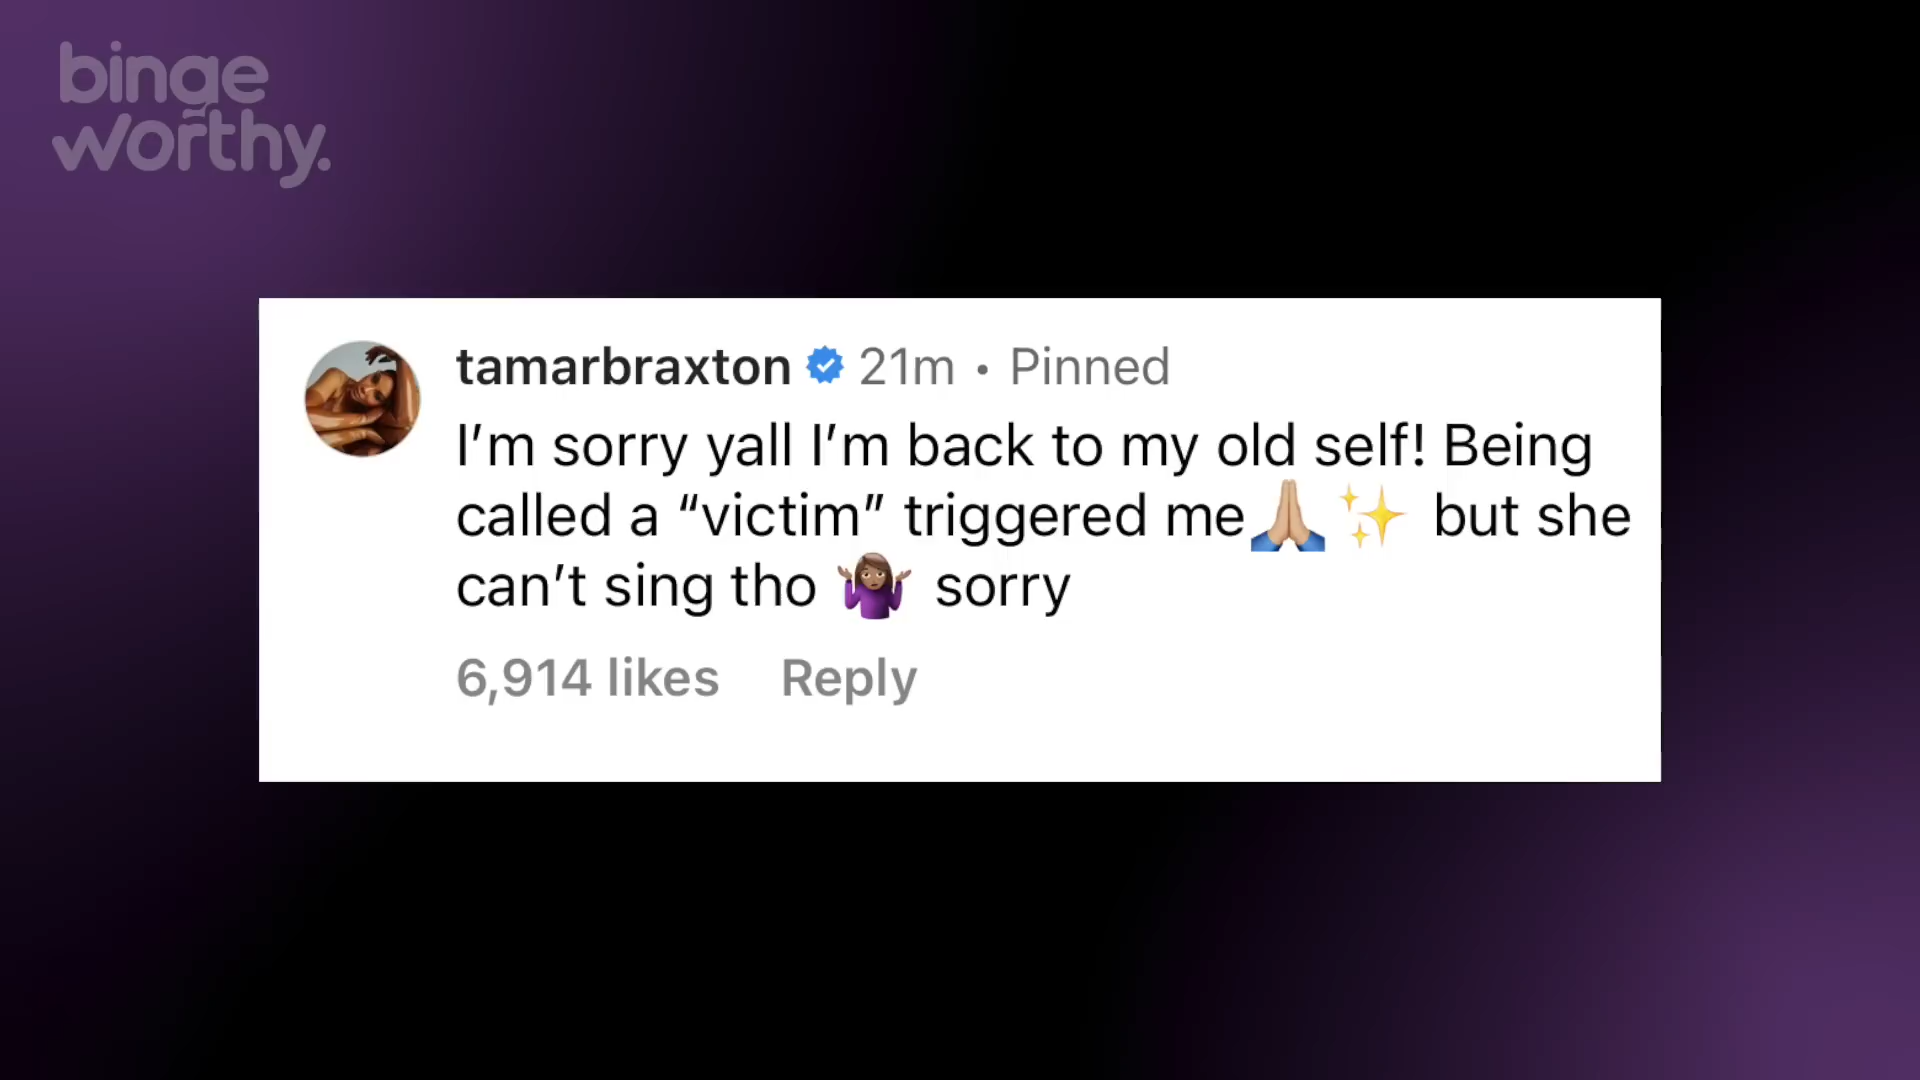 binge
worthy.
tamarbraxton 21m • Pinned
I’m sorry yall I’m back to my old self! Being
called a “victim” triggered me🙏🏼 ✨ but she
can’t sing tho 🤷🏽‍♀️ sorry
6,914 likes Reply